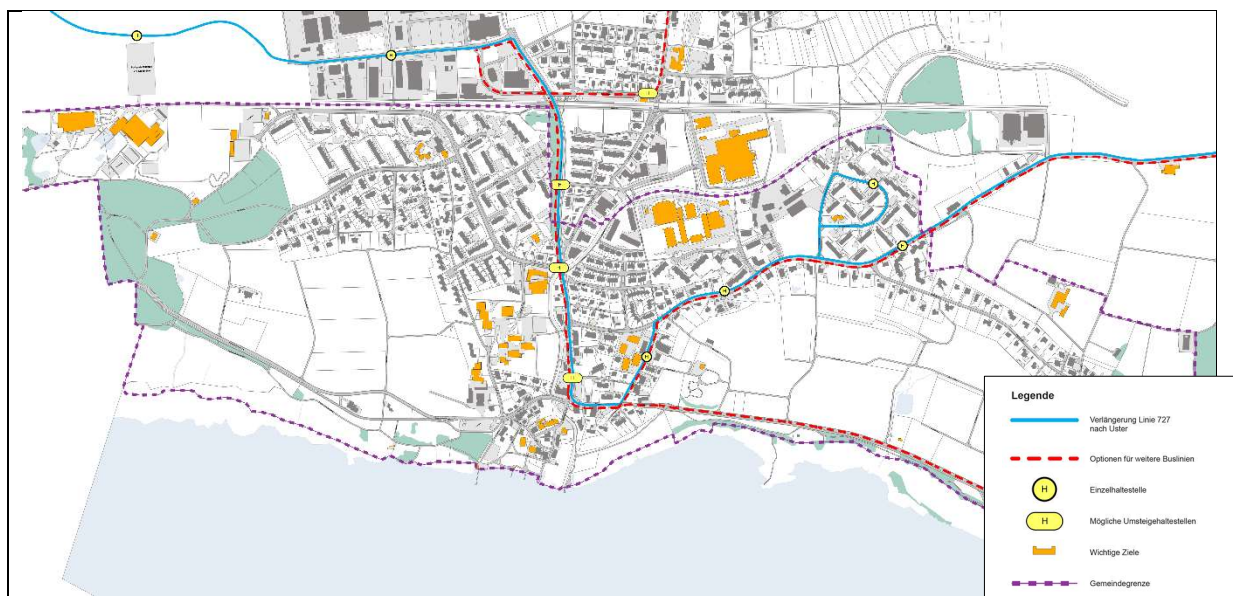 H
H
H
H
H
H
H
H
H
Legende
Verlängerung Linie 727
nach Uster
Optionen für weitere Buslinien
H
Einzelhaltestelle
H
Mögliche Umsteigehaltestellen
Wichtige Ziele
Gemeindegrenze